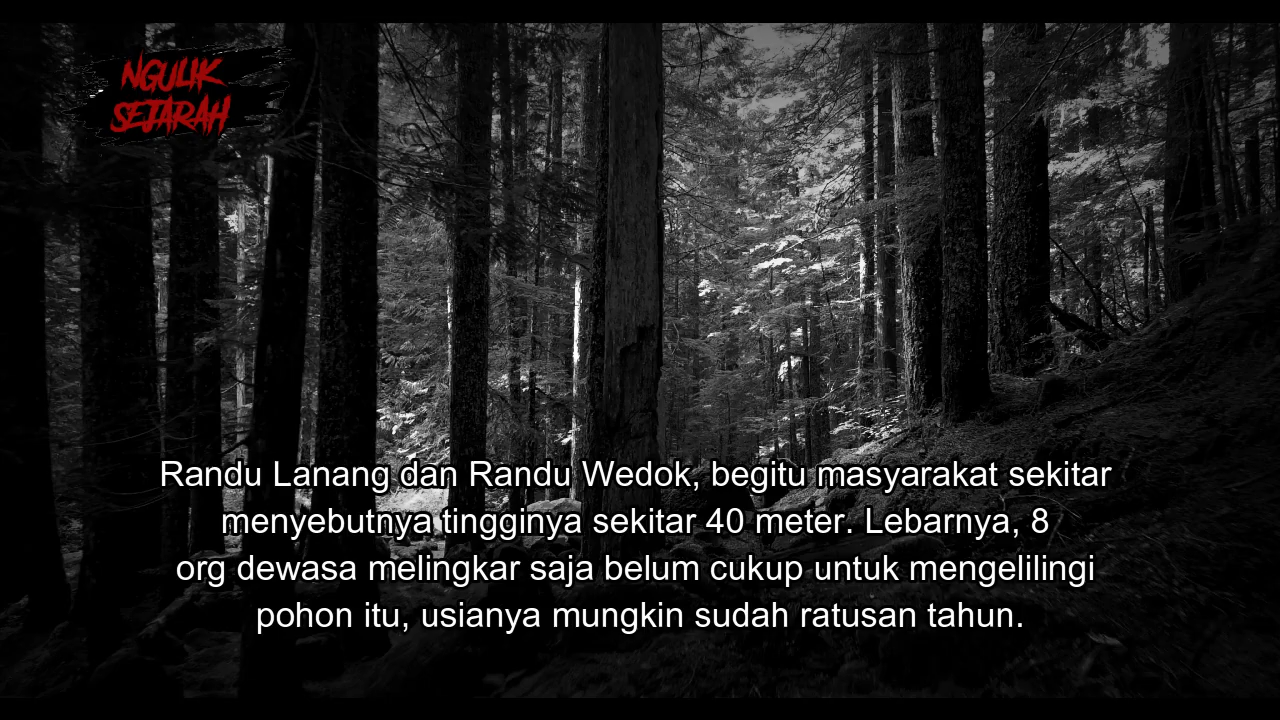 NGULIK
SEJARAH
Randu Lanang dan Randu Wedok, begitu masyarakat sekitar
menyebutnya tingginya sekitar 40 meter. Lebarnya, 8
org dewasa melingkar saja belum cukup untuk mengelilingi
pohon itu, usianya mungkin sudah ratusan tahun.